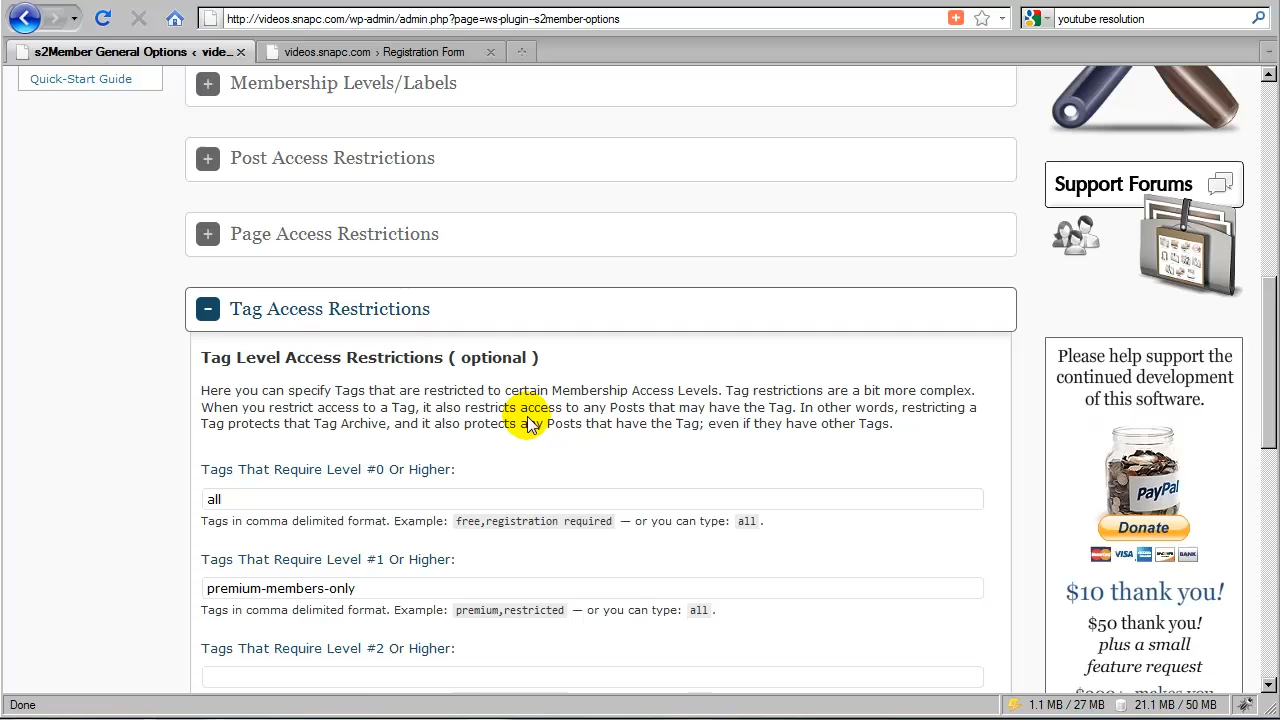 http://videos.snapc.om/wp-admin/admin.php?page=ws-plugin--s2member-options
youtube resolution
s2Member General Options ‹ vide...
videos.snapc.com › Registration Form
Quick-Start Guide
Membership Levels/Labels
Post Access Restrictions
Page Access Restrictions
Tag Access Restrictions
Tag Level Access Restrictions ( optional )
Here you can specify Tags that are restricted to certain Membership Access Levels. Tag restrictions are a bit more complex.
When you restrict access to a Tag, it also restricts access to any Posts that may have the Tag. In other words, restricting a
Tag protects that Tag Archive, and it also protects any Posts that have the Tag; even if they have other Tags.
Tags That Require Level #0 Or Higher:
all
Tags in comma delimited format. Example: free,registration required — or you can type: all.
Tags That Require Level #1 Or Higher:
premium-members-only
Tags in comma delimited format. Example: premium,restricted — or you can type: all.
Tags That Require Level #2 Or Higher:
Support Forums
Please help support the
continued development
of this software.
PayPal
Donate
VISA
BANK
$10 thank you!
$50 thank you!
plus a small
feature request
Done
1.1 MB / 27 MB
21.1 MB / 50 MB